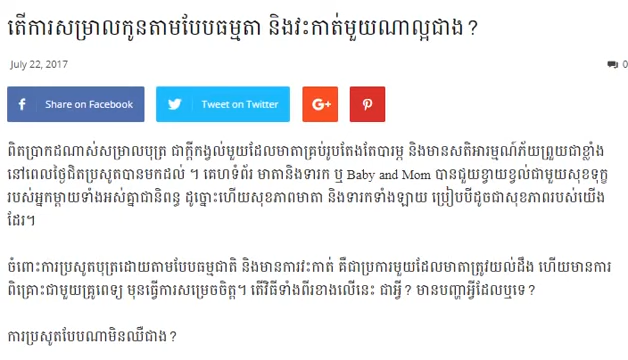 តើការសម្រាលកូនតាមបែបធម្មតា និងវះកាត់មួយណាល្អជាង?
July 22, 2017
0
Share on Facebook
Tweet on Twitter
G+
ពិតប្រាកដណាស់សម្រាលបុត្រ ជាក្តីកង្វល់មួយដែលមាតាគ្រប់រូបតែងតែបារម្ភ និងមានសតិអារម្មណ៍ភ័យព្រួយជាខ្លាំង
នៅពេលថ្ងៃជិតប្រសូតបានមកដល់ ។ គេហទំព័រ មាតានិងទារក ឬ Baby and Mom បានជួយខ្វាយខ្វល់ជាមួយសុខទុក្ខ
របស់អ្នកម្តាយទាំងអស់គ្នាជានិពន្ធ ដូច្នោះហើយសុខភាពមាតា និងទារកទាំងឡាយ ប្រៀបបីដូចជាសុខភាពរបស់យើង
ដែរ។
ចំពោះការប្រសូតបុត្រដោយតាមបែបធម្មជាតិ និងមានការវះកាត់ គឺជាប្រការមួយដែលមាតាត្រូវយល់ដឹង ហើយមានការ
ពិគ្រោះជាមួយគ្រូពេទ្យ មុនធ្វើការសម្រេចចិត្ត។ តើវិធីទាំងពីរខាងលើនេះ ជាអ្វី? មានបញ្ហាអ្វីដែលឬទេ?
ការប្រសូតបែបណាមិនឈឺជាង?